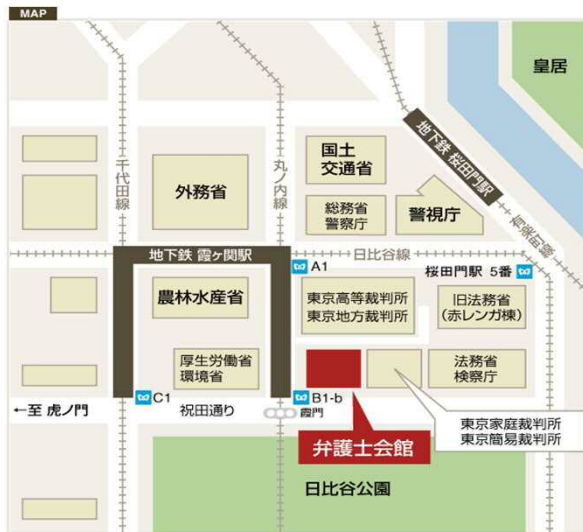 MAP
皇居
地下鉄 桜田門駅
国土
交通省
千代田線
丸ノ内線
外務省
総務省
警察庁
警視庁
有楽町線
地下鉄 霞ヶ関駅
日比谷線
A1
桜田門駅 5番
農林水産省
東京高等裁判所
東京地方裁判所
旧法務省
(赤レンガ棟)
厚生労働省
環境省
法務省
検察庁
C1
B1-b
←至 虎ノ門
祝田通り
霞門
東京家庭裁判所
東京簡易裁判所
弁護士会館
日比谷公園